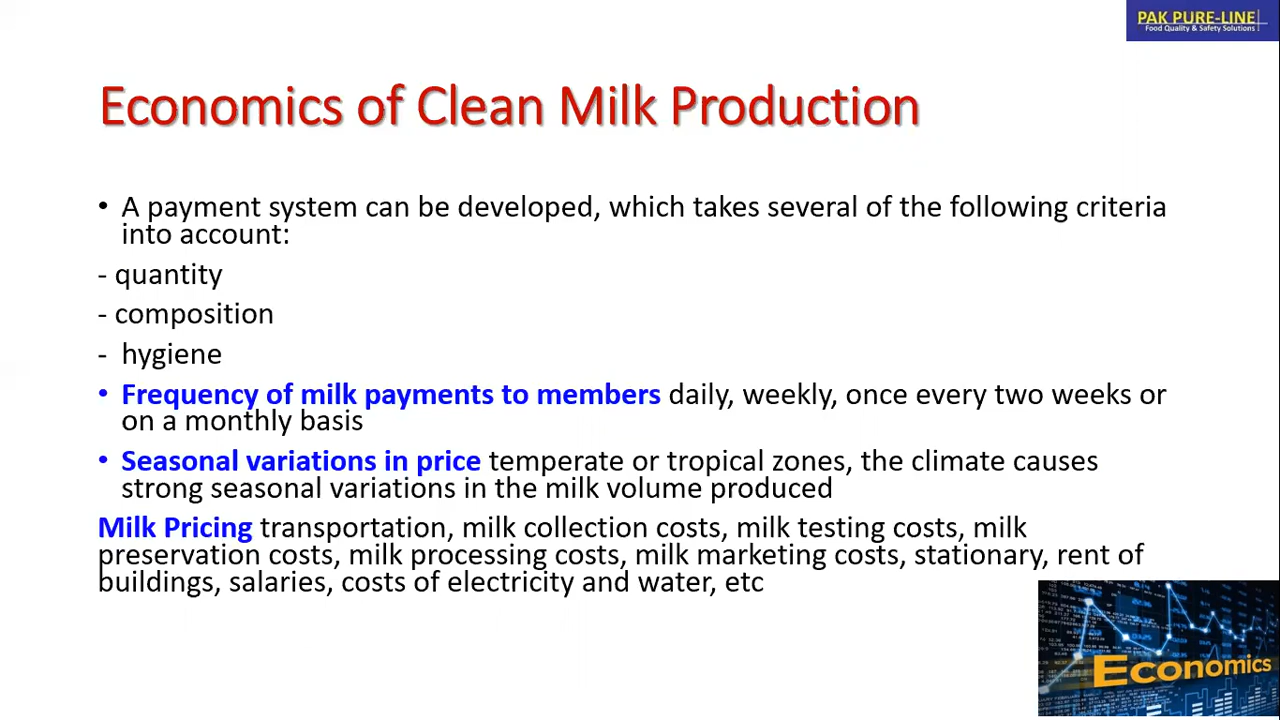 PAK PURE-LINE
Food Quality & Safety Solutions
Economics of Clean Milk Production
• A payment system can be developed, which takes several of the following criteria
into account:
- quantity
- composition
- hygiene
• Frequency of milk payments to members daily, weekly, once every two weeks or
on a monthly basis
• Seasonal variations in price temperate or tropical zones, the climate causes
strong seasonal variations in the milk volume produced
Milk Pricing transportation, milk collection costs, milk testing costs, milk
preservation costs, milk processing costs, milk marketing costs, stationary, rent of
buildings, salaries, costs of electricity and water, etc
Economics